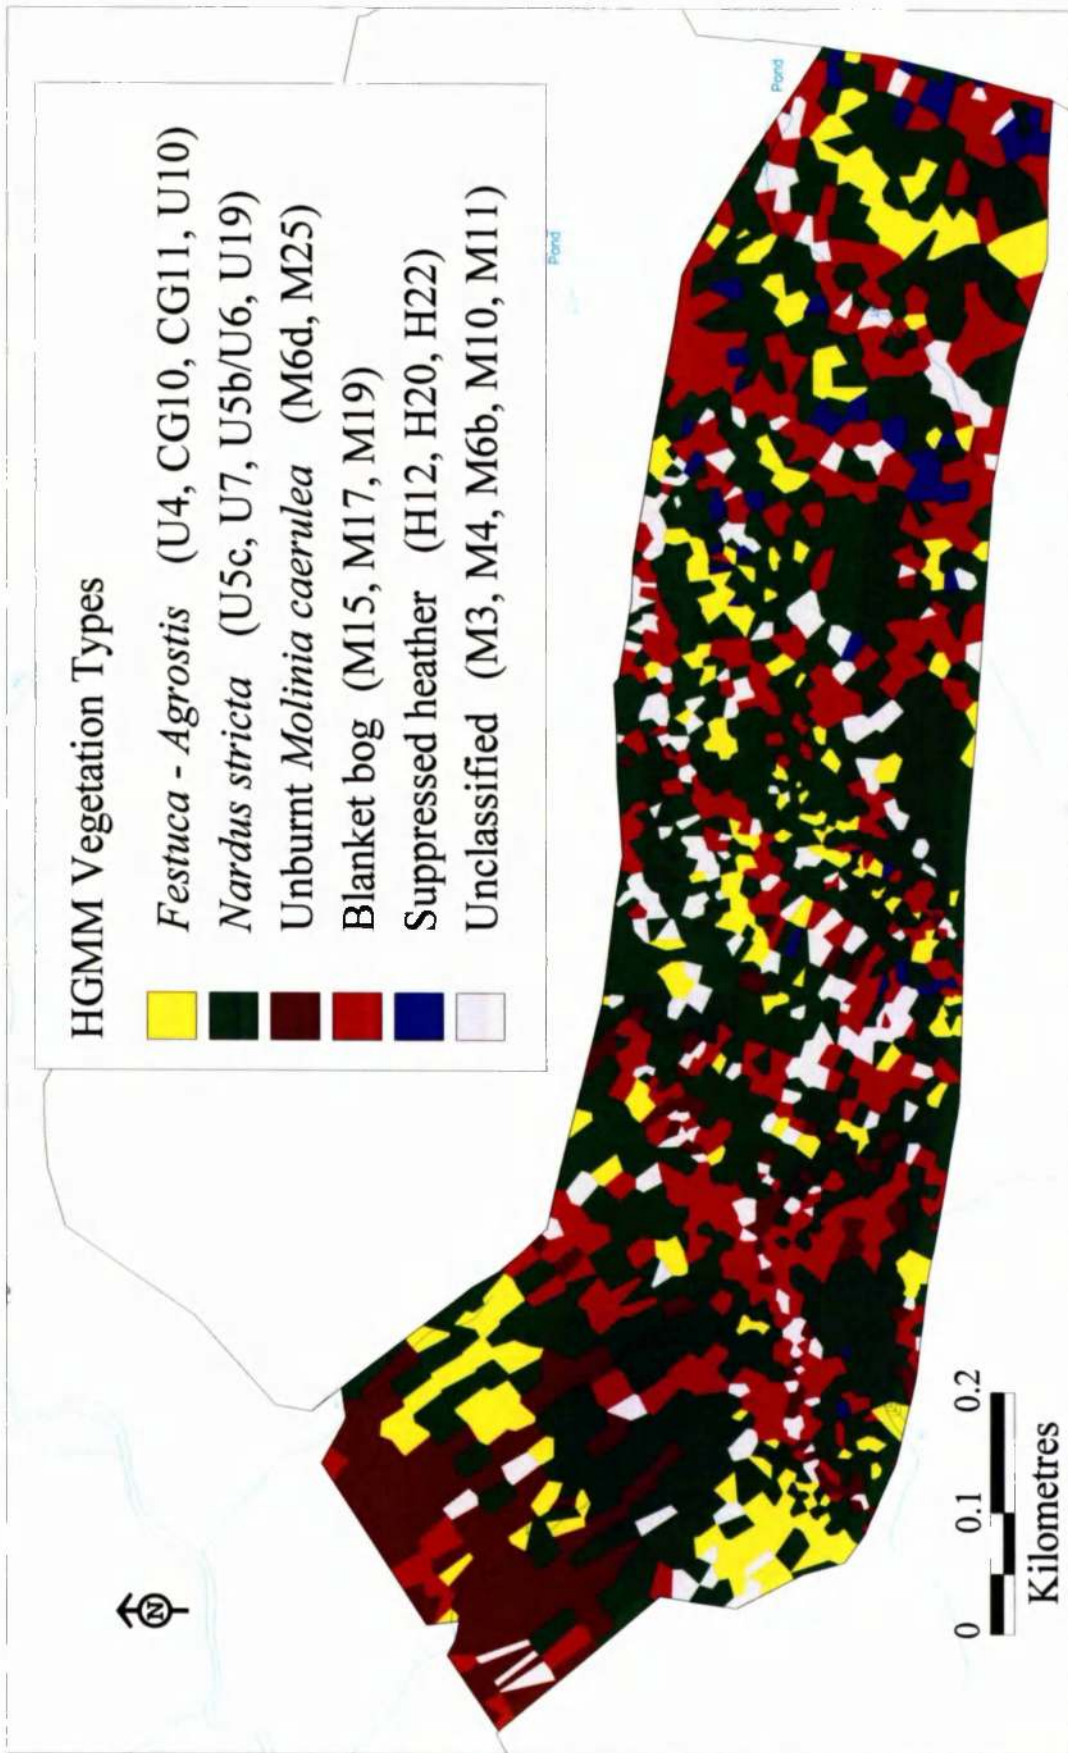 HGMM Vegetation Types
Festuca - Agrostis (U4, CG10, CG11, U10)
Nardus stricta (U5c, U7, U5b/U6, U19)
Unburnt Molinia caerulea (M6d, M25)
Blanket bog (M15, M17, M19)
Suppressed heather (H12, H20, H22)
Unclassified (M3, M4, M6b, M10, M11)
N
Pond
Pond
0 0.1 0.2
Kilometres